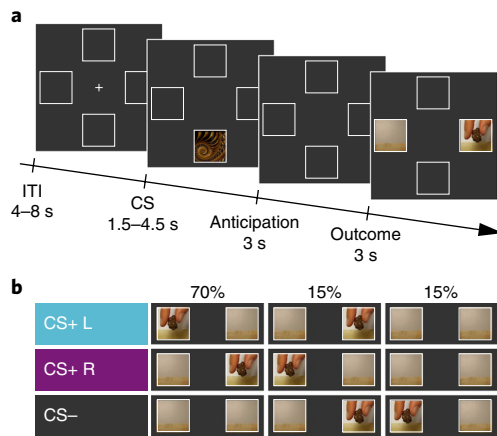 a
ITI
4–8 s
CS
1.5–4.5 s
Anticipation
3 s
Outcome
3 s
b
70% 15% 15%
CS+ L
CS+ R
CS–